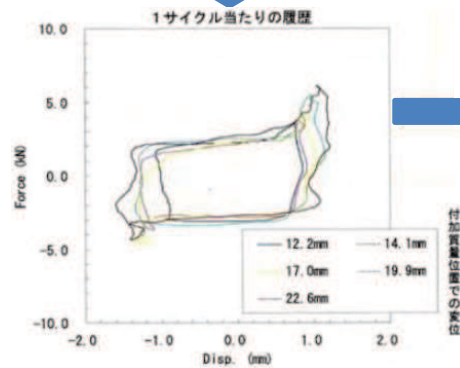 1サイクル当たりの履歴
10.0
5.0
0.0
-5.0
-10.0
Force (kN)
-2.0 -1.0 0.0 1.0 2.0
Disp. (mm)
12.2mm 14.1mm
17.0mm 19.9mm
22.6mm
付加質量位置での変位